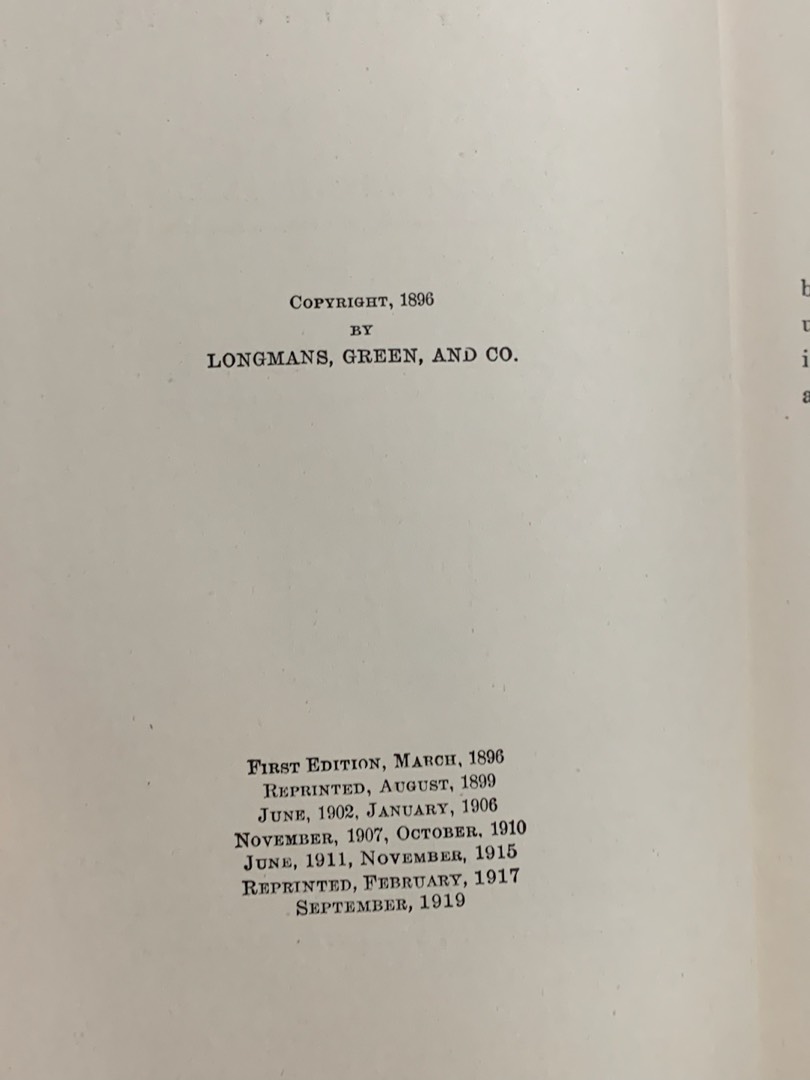 COPYRIGHT, 1896
BY
LONGMANS, GREEN, AND CO.
FIRST EDITION, MARCH, 1896
REPRINTED, AUGUST, 1899
JUNE, 1902, JANUARY, 1906
NOVEMBER, 1907, OCTOBER, 1910
JUNE, 1911, NOVEMBER, 1915
REPRINTED, FEBRUARY, 1917
SEPTEMBER, 1919